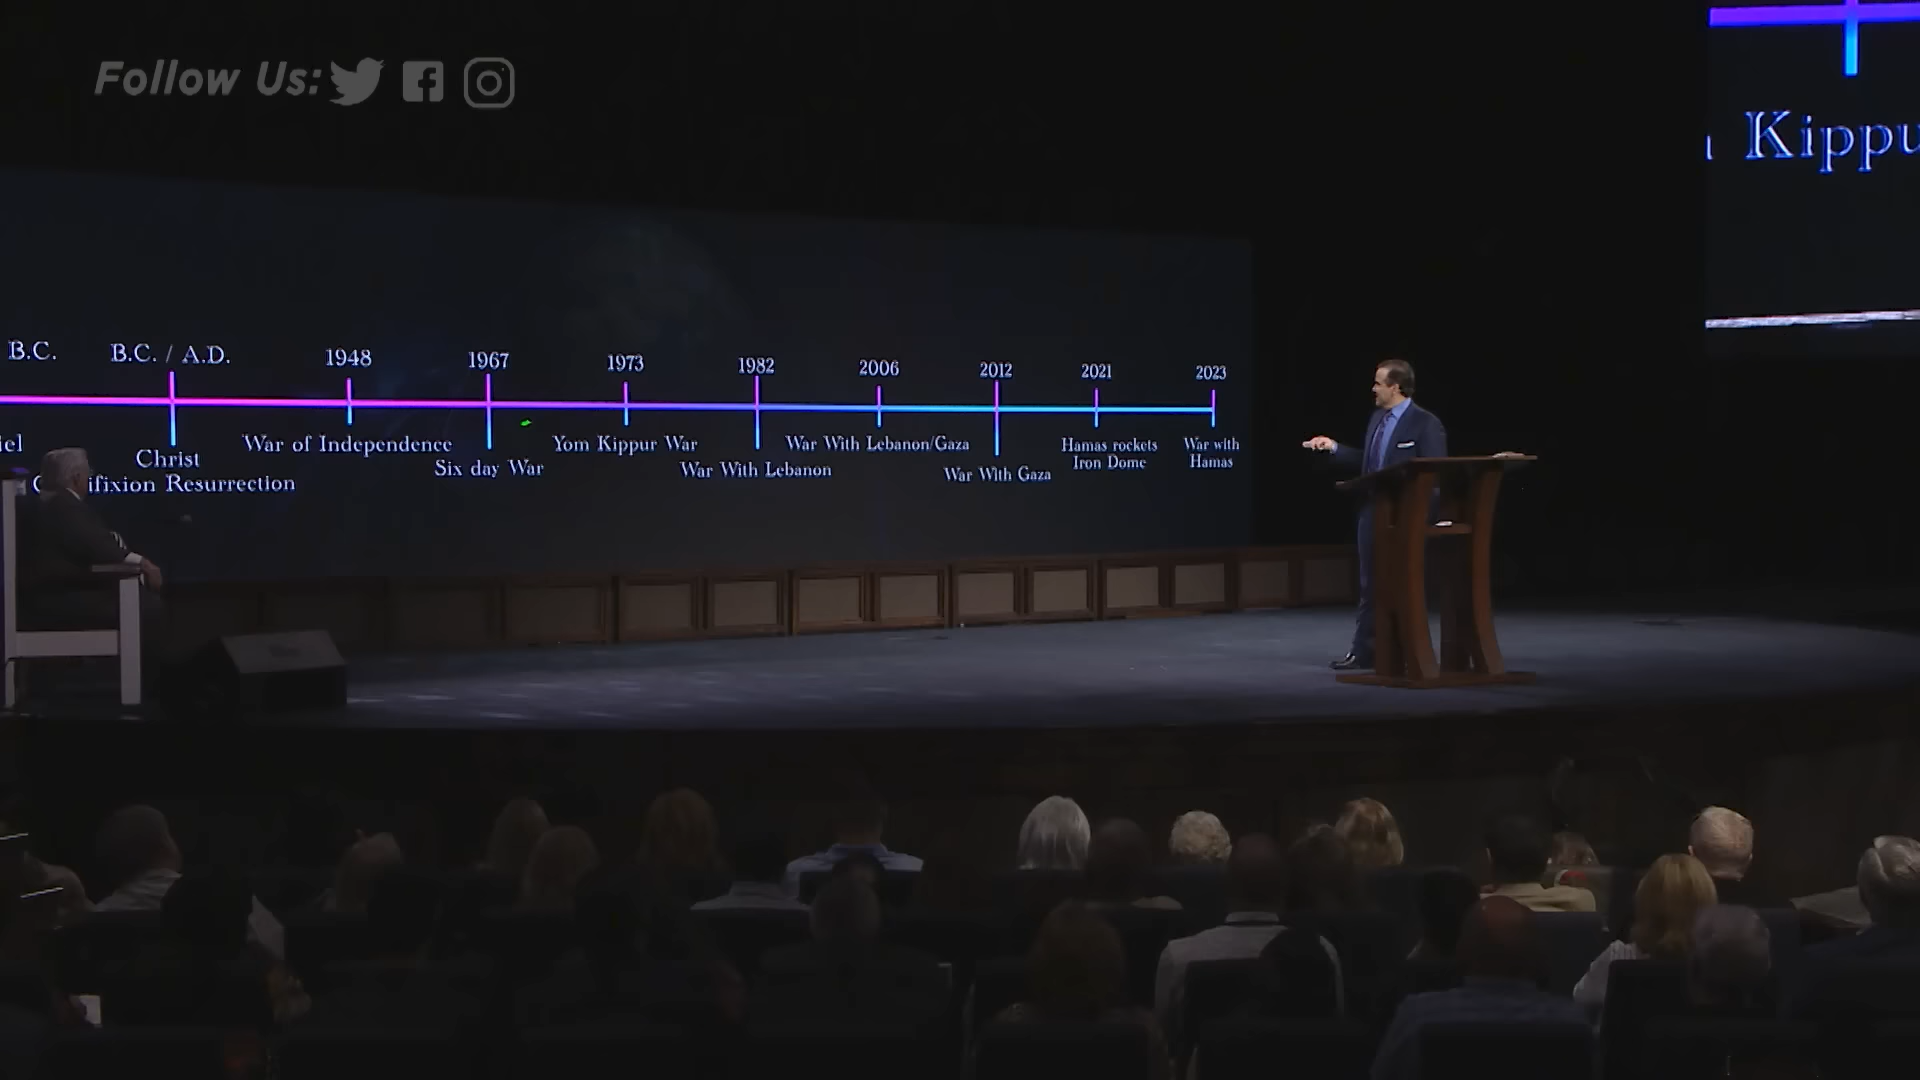 Follow Us:
Kippu
B.C.
B.C. / A.D.
1948
1967
1973
1982
2006
2012
2021
2023
Christ
ifixion Resurrection
War of Independence
Six day War
Yom Kippur War
War With Lebanon
War With Lebanon/Gaza
War With Gaza
Hamas rockets
Iron Dome
War with
Hamas